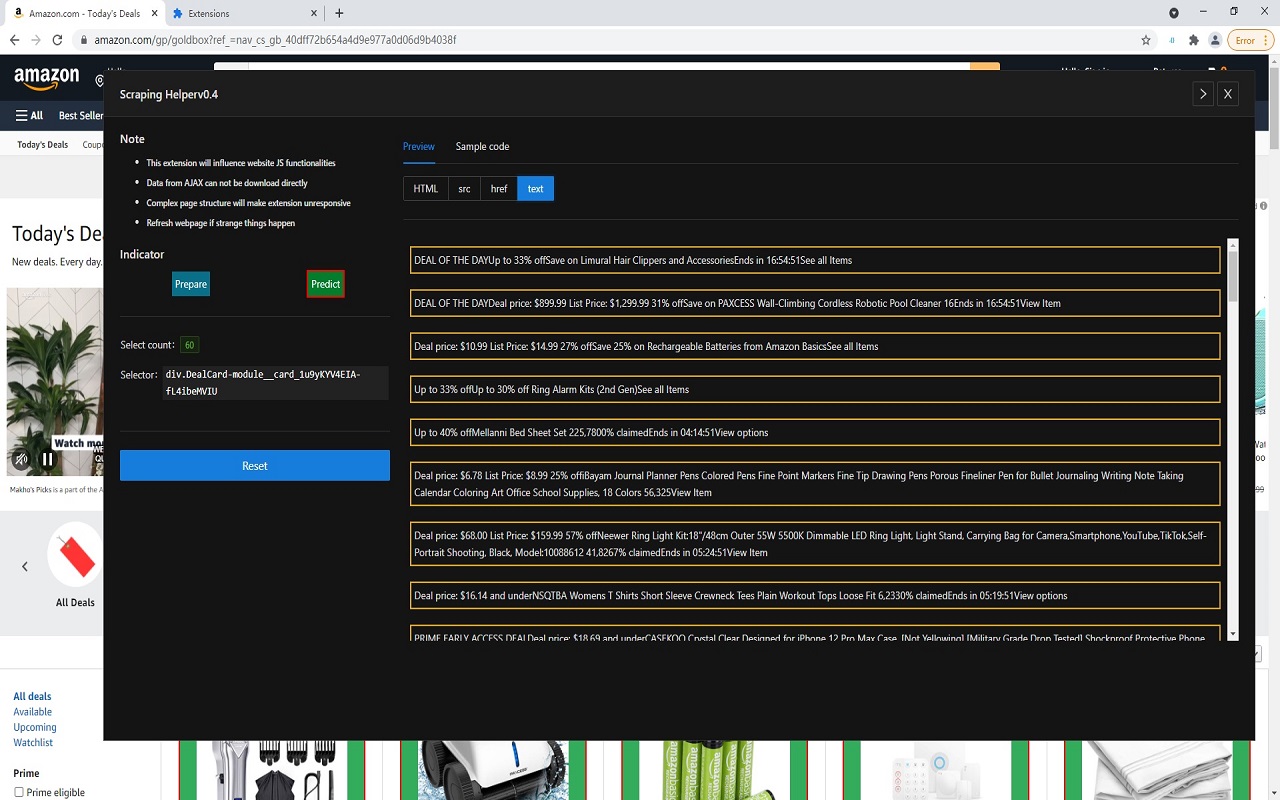 Amazon.com - Today's Deals
Extensions
amazon.com/gp/goldbox?ref_=nav_cs_gb_40dff72b654a4d9e977a0d06d9b4038f
Error
amazon
All
Best Seller
Today's Deals
Coup
Scraping Helperv0.4
Note
This extension will influence website JS functionalities
Data from AJAX can not be download directly
Complex page structure will make extension unresponsive
Refresh webpage if strange things happen
Indicator
Prepare
Predict
Select count:
60
Selector:
div.DealCard-module__card_1u9yKYV4EIA-
fL4ibeMVIU
Reset
Preview
Sample code
HTML
src
href
text
DEAL OF THE DAYUp to 33% offSave on Limural Hair Clippers and AccessoriesEnds in 16:54:51See all Items
DEAL OF THE DAYDeal price: $899.99 List Price: $1,299.99 31% offSave on PAXCESS Wall-Climbing Cordless Robotic Pool Cleaner 16Ends in 16:54:51View Item
Deal price: $10.99 List Price: $14.99 27% offSave 25% on Rechargeable Batteries from Amazon BasicsSee all Items
Up to 33% offUp to 30% off Ring Alarm Kits (2nd Gen)See all Items
Up to 40% offMellanni Bed Sheet Set 225,7800% claimedEnds in 04:14:51View options
Deal price: $6.78 List Price: $8.99 25% offBayam Journal Planner Pens Colored Pens Fine Point Markers Fine Tip Drawing Pens Porous Fineliner Pen for Bullet Journaling Writing Note Taking
Calendar Coloring Art Office School Supplies, 18 Colors 56,325View Item
Deal price: $68.00 List Price: $159.99 57% offNeewer Ring Light Kit:18"/48cm Outer 55W 5500K Dimmable LED Ring Light, Light Stand, Carrying Bag for Camera,Smartphone,YouTube,TikTok,Self-
Portrait Shooting, Black, Model:10088612 41,8267% claimedEnds in 05:24:51View Item
Deal price: $16.14 and underNSQTBA Womens T Shirts Short Sleeve Crewneck Tees Plain Workout Tops Loose Fit 6,2330% claimedEnds in 05:19:51View options
PRIME EARLY ACCESS DEALDeal price: $18.69 and underCASEKOO Crystal Clear Designed for iPhone 12 Pro Max Case, [Not Yellowing] [Military Grade Drop Tested] Shockproof Protective Phone
Today's De
New deals. Every day.
Watch mo
Makho's Picks is a part of the A
All Deals
All deals
Available
Upcoming
Watchlist
Prime
Prime eligible